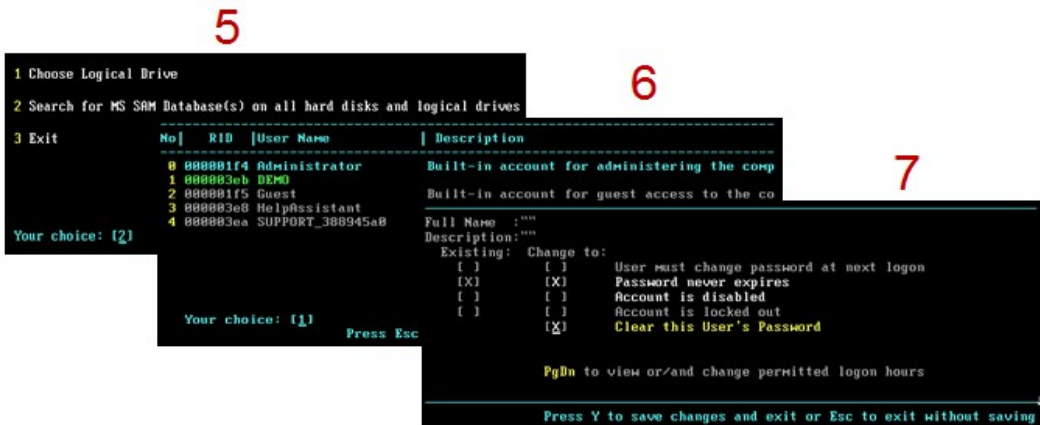 5
1 Choose Logical Drive
2 Search for MS SAM Database(s) on all hard disks and logical drives
3 Exit
Your choice: [2]
6
No| RID |User Name | Description
0 000001f4 Administrator Built-in account for administering the comp
1 000003eb DEMO
2 000001f5 Guest Built-in account for guest access to the co
3 000003e8 HelpAssistant
4 000003ea SUPPORT_388945a0
Your choice: [1]
Press Esc
7
Full Name :""
Description:""
Existing: Change to:
[ ] [ ] User must change password at next logon
[X] [X] Password never expires
[ ] [ ] Account is disabled
[ ] [ ] Account is locked out
[X] Clear this User's Password
PgDn to view or/and change permitted logon hours
Press Y to save changes and exit or Esc to exit without saving